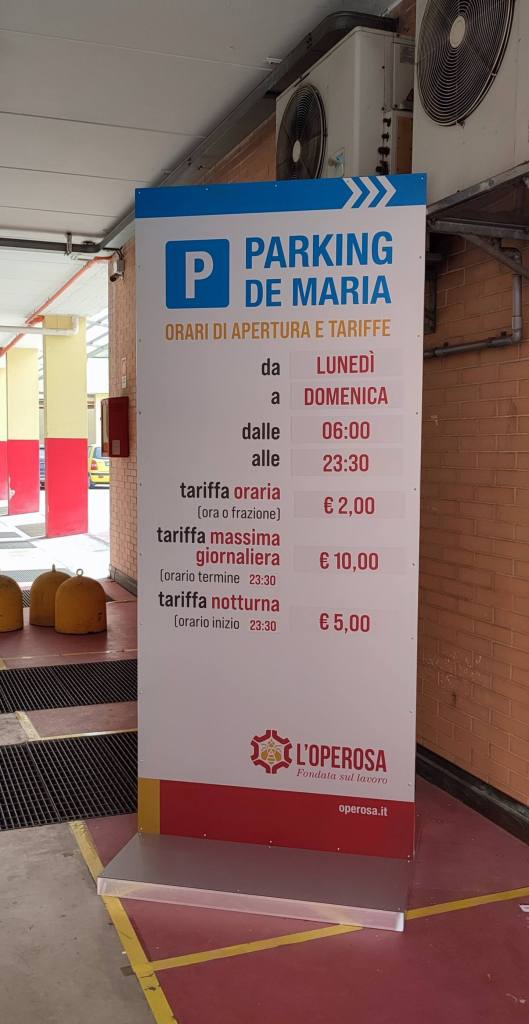 P
PARKING
DE MARIA
ORARI DI APERTURA E TARIFFE
da LUNEDÌ
a DOMENICA
dalle 06:00
alle 23:30
tariffa oraria € 2,00
(ora o frazione)
tariffa massima
giornaliera € 10,00
(orario termine 23:30
tariffa notturna € 5,00
(orario inizio 23:30
L'OPEROSA
Fondata sul lavoro
operosa.it